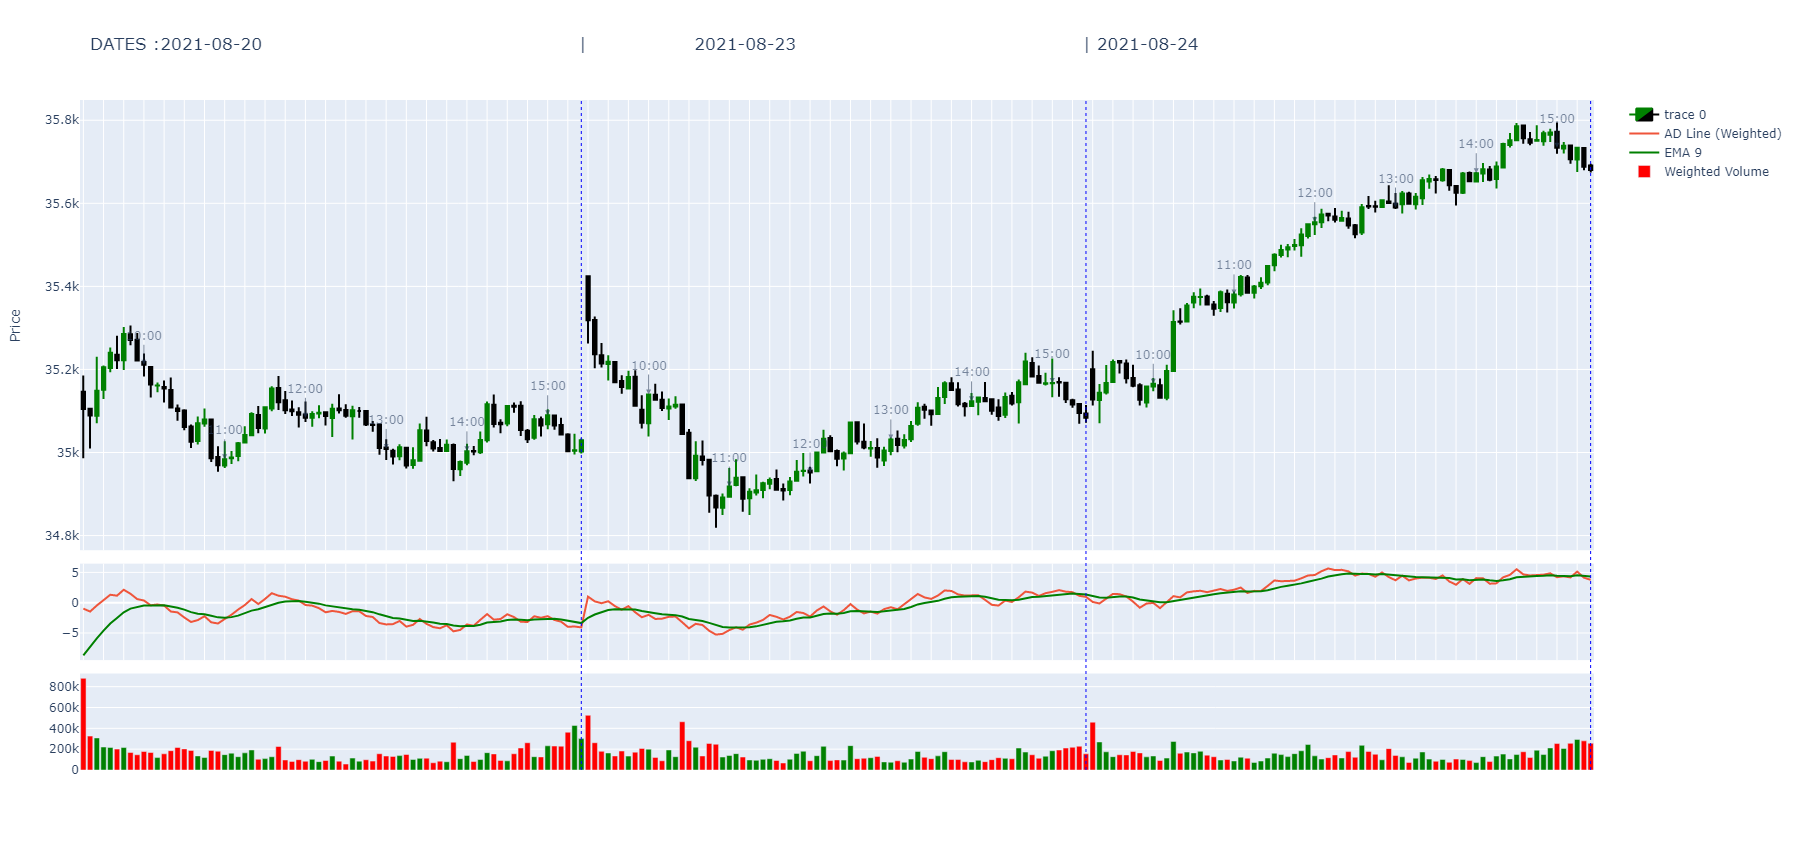 DATES :2021-08-20 | 2021-08-23 | 2021-08-24
35.8k
35.6k
35.4k
35.2k
35k
34.8k
Price
12:00
13:00
14:00
15:00
10:00
11:00
12:00
13:00
14:00
15:00
10:00
11:00
12:00
13:00
14:00
15:00
trace 0
AD Line (Weighted)
EMA 9
Weighted Volume
5
0
−5
800k
600k
400k
200k
0